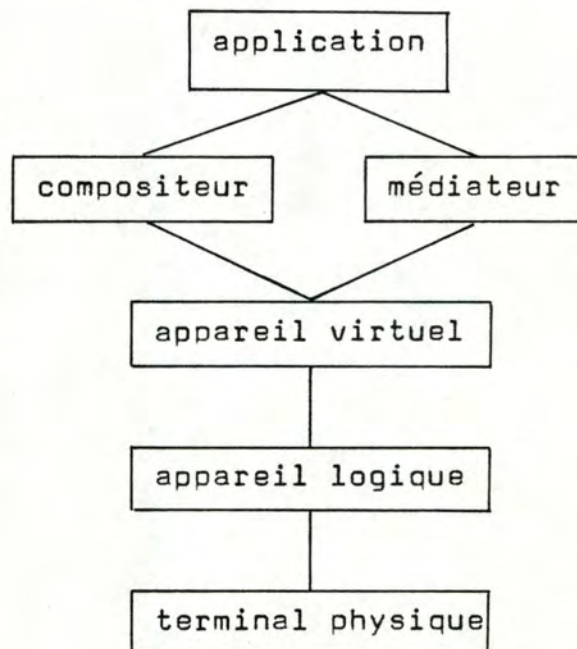 application
compositeur
médiateur
appareil virtuel
appareil logique
terminal physique